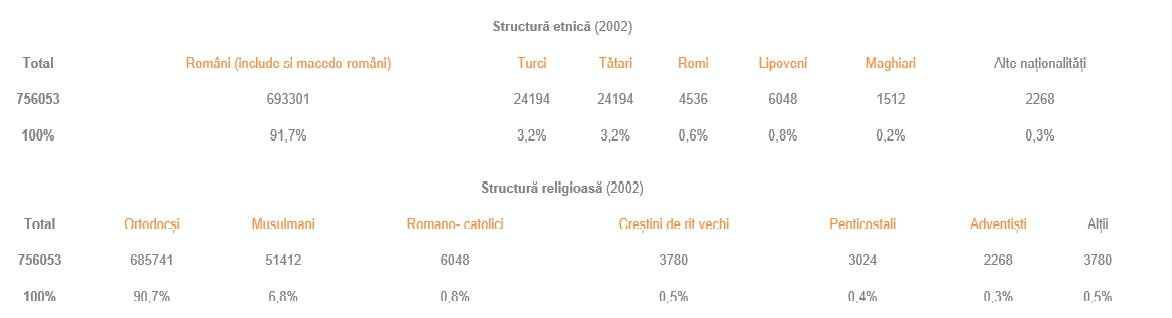 Structură etnică (2002)
Total Români (include si macedo români) Turci Tătari Romi Lipoveni Maghiari Alte naționalități
756053 693301 24194 24194 4536 6048 1512 2268
100% 91,7% 3,2% 3,2% 0,6% 0,8% 0,2% 0,3%
Structură religioasă (2002)
Total Ortodocși Musulmani Romano- catolici Creștini de rit vechi Penticostali Adventiști Alții
756053 685741 51412 6048 3780 3024 2268 3780
100% 90,7% 6,8% 0,8% 0,5% 0,4% 0,3% 0,5%